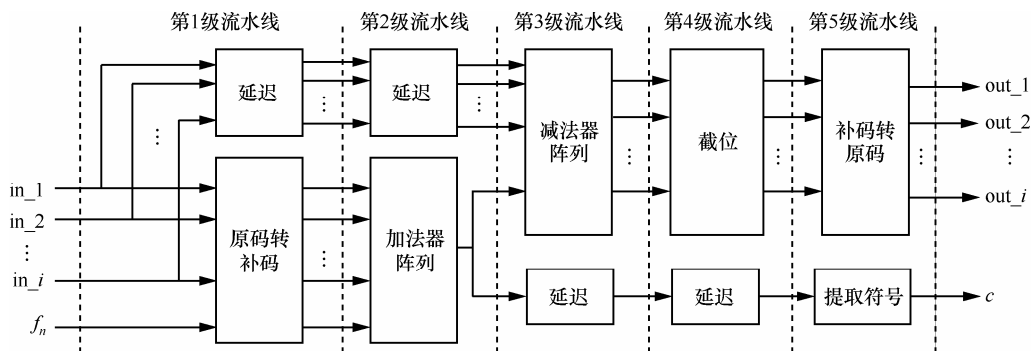 第1级流水线 第2级流水线 第3级流水线 第4级流水线 第5级流水线
延迟
延迟
减法器
阵列
截位
补码转
原码
out_1
out_2
⋮
out_i
in_1
in_2
⋮
in_i
fn
原码转
补码
加法器
阵列
延迟
延迟
提取符号
c